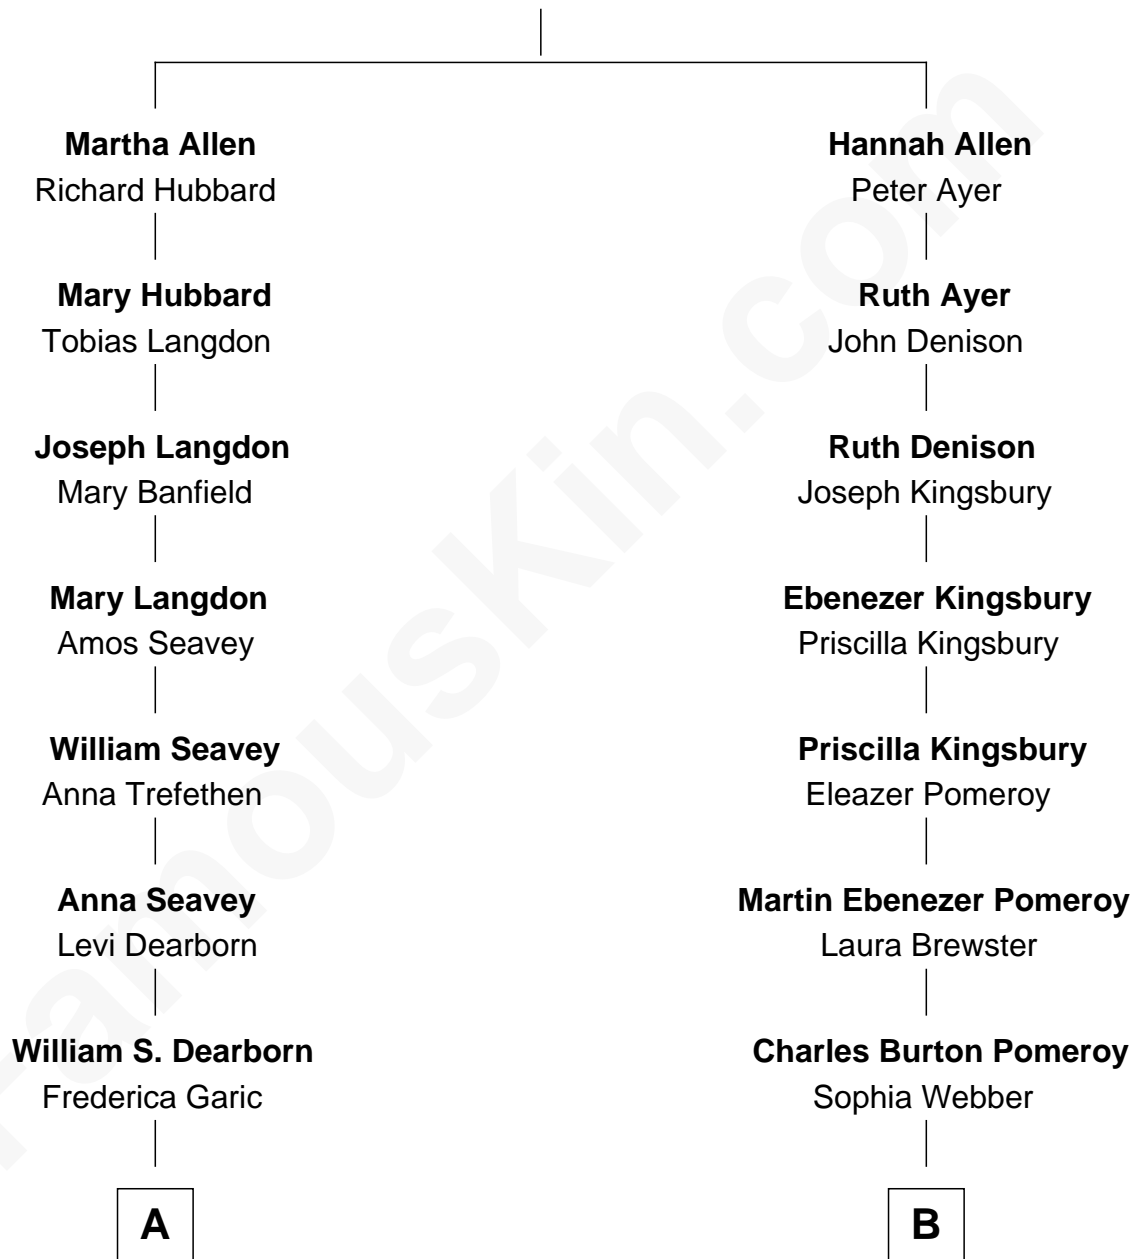 Martha Allen
Richard Hubbard
Mary Hubbard
Tobias Langdon
Joseph Langdon
Mary Banfield
Mary Langdon
Amos Seavey
William Seavey
Anna Trefethen
Anna Seavey
Levi Dearborn
William S. Dearborn
Frederica Garic
A
Hannah Allen
Peter Ayer
Ruth Ayer
John Denison
Ruth Denison
Joseph Kingsbury
Ebenezer Kingsbury
Priscilla Kingsbury
Priscilla Kingsbury
Eleazer Pomeroy
Martin Ebenezer Pomeroy
Laura Brewster
Charles Burton Pomeroy
Sophia Webber
B
FamousKin.com